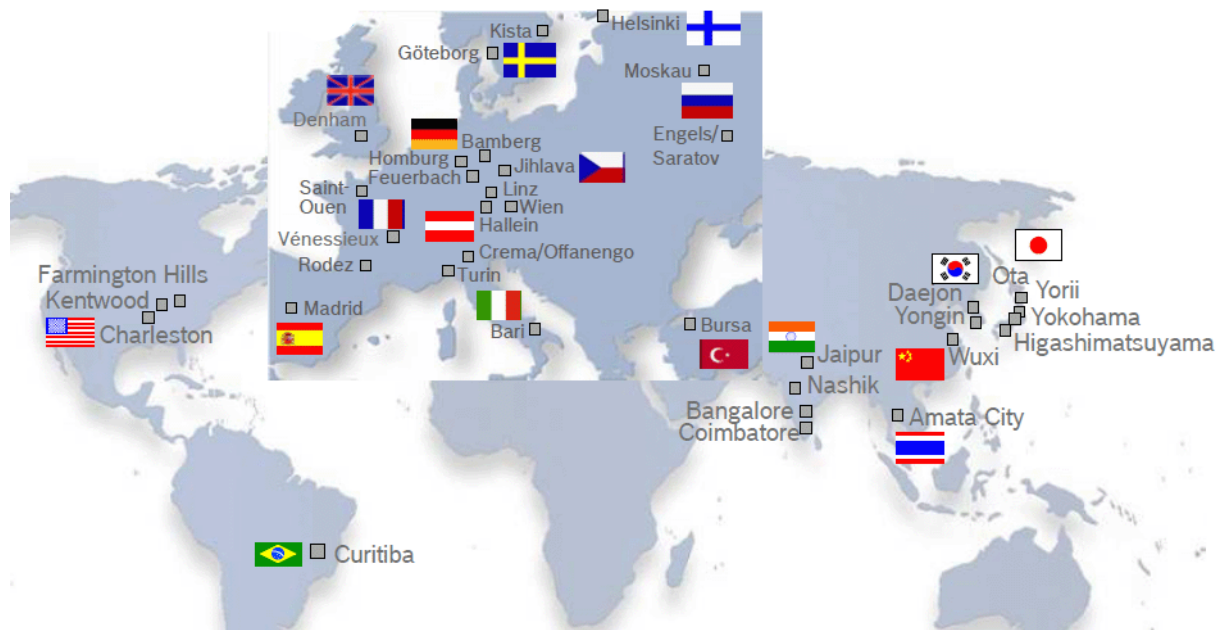 Helsinki
Kista
Göteborg
Moskau
Denham
Engels/
Saratov
Bamberg
Homburg
Jihlava
Feuerbach
Saint-
Ouen
Linz
Wien
Hallein
Vénessieux
Crema/Offanengo
Rodez
Turin
Madrid
Bari
Bursa
Farmington Hills
Kentwood
Charleston
Ota
Daejon
Yorii
Yongin
Yokohama
Higashimatsuyama
Wuxi
Jaipur
Nashik
Bangalore
Amata City
Coimbatore
Curitiba